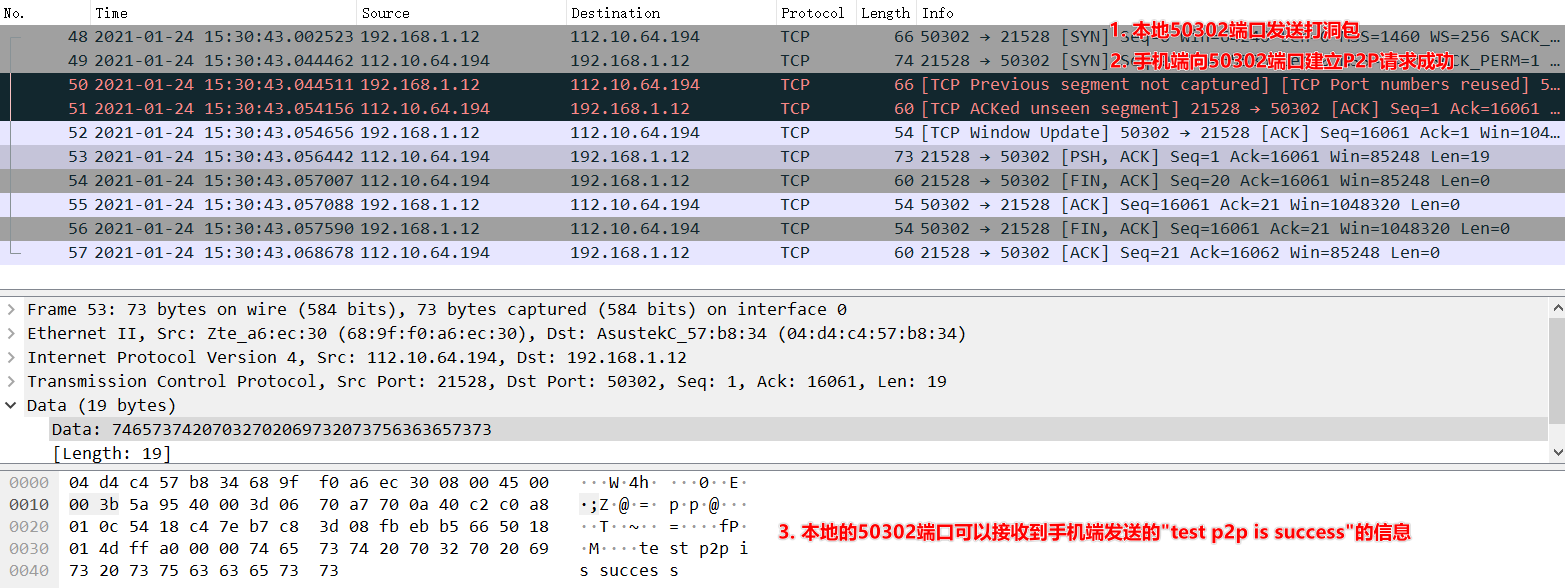 No. Time Source Destination Protocol Length Info
48 2021-01-24 15:30:43.002523 192.168.1.12 112.10.64.194 TCP 66 50302 → 21528 [SYN] MSS=1460 WS=256 SACK_…
1. 本地50302端口发送打洞包
49 2021-01-24 15:30:43.044462 112.10.64.194 192.168.1.12 TCP 74 21528 → 50302 [SYN] CK_PERM=1 …
2. 手机端向50302端口建立P2P请求成功
50 2021-01-24 15:30:43.044511 192.168.1.12 112.10.64.194 TCP 66 [TCP Previous segment not captured] [TCP Port numbers reused] 5…
51 2021-01-24 15:30:43.054156 112.10.64.194 192.168.1.12 TCP 60 [TCP ACKed unseen segment] 21528 → 50302 [ACK] Seq=1 Ack=16061 …
52 2021-01-24 15:30:43.054656 192.168.1.12 112.10.64.194 TCP 54 [TCP Window Update] 50302 → 21528 [ACK] Seq=16061 Ack=1 Win=104…
53 2021-01-24 15:30:43.056442 112.10.64.194 192.168.1.12 TCP 73 21528 → 50302 [PSH, ACK] Seq=1 Ack=16061 Win=85248 Len=19
54 2021-01-24 15:30:43.057007 112.10.64.194 192.168.1.12 TCP 60 21528 → 50302 [FIN, ACK] Seq=20 Ack=16061 Win=85248 Len=0
55 2021-01-24 15:30:43.057088 192.168.1.12 112.10.64.194 TCP 54 50302 → 21528 [ACK] Seq=16061 Ack=21 Win=1048320 Len=0
56 2021-01-24 15:30:43.057590 192.168.1.12 112.10.64.194 TCP 54 50302 → 21528 [FIN, ACK] Seq=16061 Ack=21 Win=1048320 Len=0
57 2021-01-24 15:30:43.068678 112.10.64.194 192.168.1.12 TCP 60 21528 → 50302 [ACK] Seq=21 Ack=16062 Win=85248 Len=0
Frame 53: 73 bytes on wire (584 bits), 73 bytes captured (584 bits) on interface 0
Ethernet II, Src: Zte_a6:ec:30 (68:9f:f0:a6:ec:30), Dst: AsustekC_57:b8:34 (04:d4:c4:57:b8:34)
Internet Protocol Version 4, Src: 112.10.64.194, Dst: 192.168.1.12
Transmission Control Protocol, Src Port: 21528, Dst Port: 50302, Seq: 1, Ack: 16061, Len: 19
Data (19 bytes)
Data: 74657374207032702069732073756363657373
[Length: 19]
0000 04 d4 c4 57 b8 34 68 9f f0 a6 ec 30 08 00 45 00 ···W·4h· ···0··E·
0010 00 3b 5a 95 40 00 3d 06 70 a7 70 0a 40 c2 c0 a8 ·;Z·@·=· p·p·@···
0020 01 0c 54 18 c4 7e b7 c8 3d 08 fb eb b5 66 50 18 ··T··~·· =····fP·
0030 01 4d ff a0 00 00 74 65 73 74 20 70 32 70 20 69 ·M····te st p2p i
0040 73 20 73 75 63 63 65 73 73 s succes s
3. 本地的50302端口可以接收到手机端发送的"test p2p is success"的信息